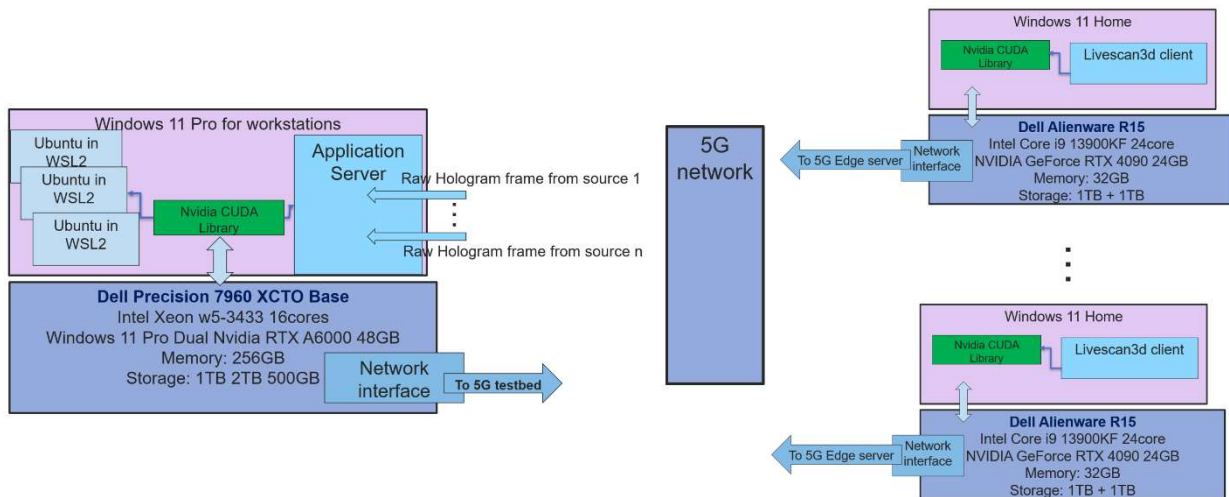 Windows 11 Pro for workstations
Ubuntu in
WSL2
Ubuntu in
WSL2
Ubuntu in
WSL2
Nvidia CUDA
Library
Application
Server
Raw Hologram frame from source 1
Raw Hologram frame from source n
Dell Precision 7960 XCTO Base
Intel Xeon w5-3433 16cores
Windows 11 Pro Dual Nvidia RTX A6000 48GB
Memory: 256GB
Storage: 1TB 2TB 500GB
Network
interface
To 5G testbed
5G
network
Windows 11 Home
Nvidia CUDA
Library
Livescan3d client
To 5G Edge server
Network
interface
Dell Alienware R15
Intel Core i9 13900KF 24core
NVIDIA GeForce RTX 4090 24GB
Memory: 32GB
Storage: 1TB + 1TB
Windows 11 Home
Nvidia CUDA
Library
Livescan3d client
To 5G Edge server
Network
interface
Dell Alienware R15
Intel Core i9 13900KF 24core
NVIDIA GeForce RTX 4090 24GB
Memory: 32GB
Storage: 1TB + 1TB